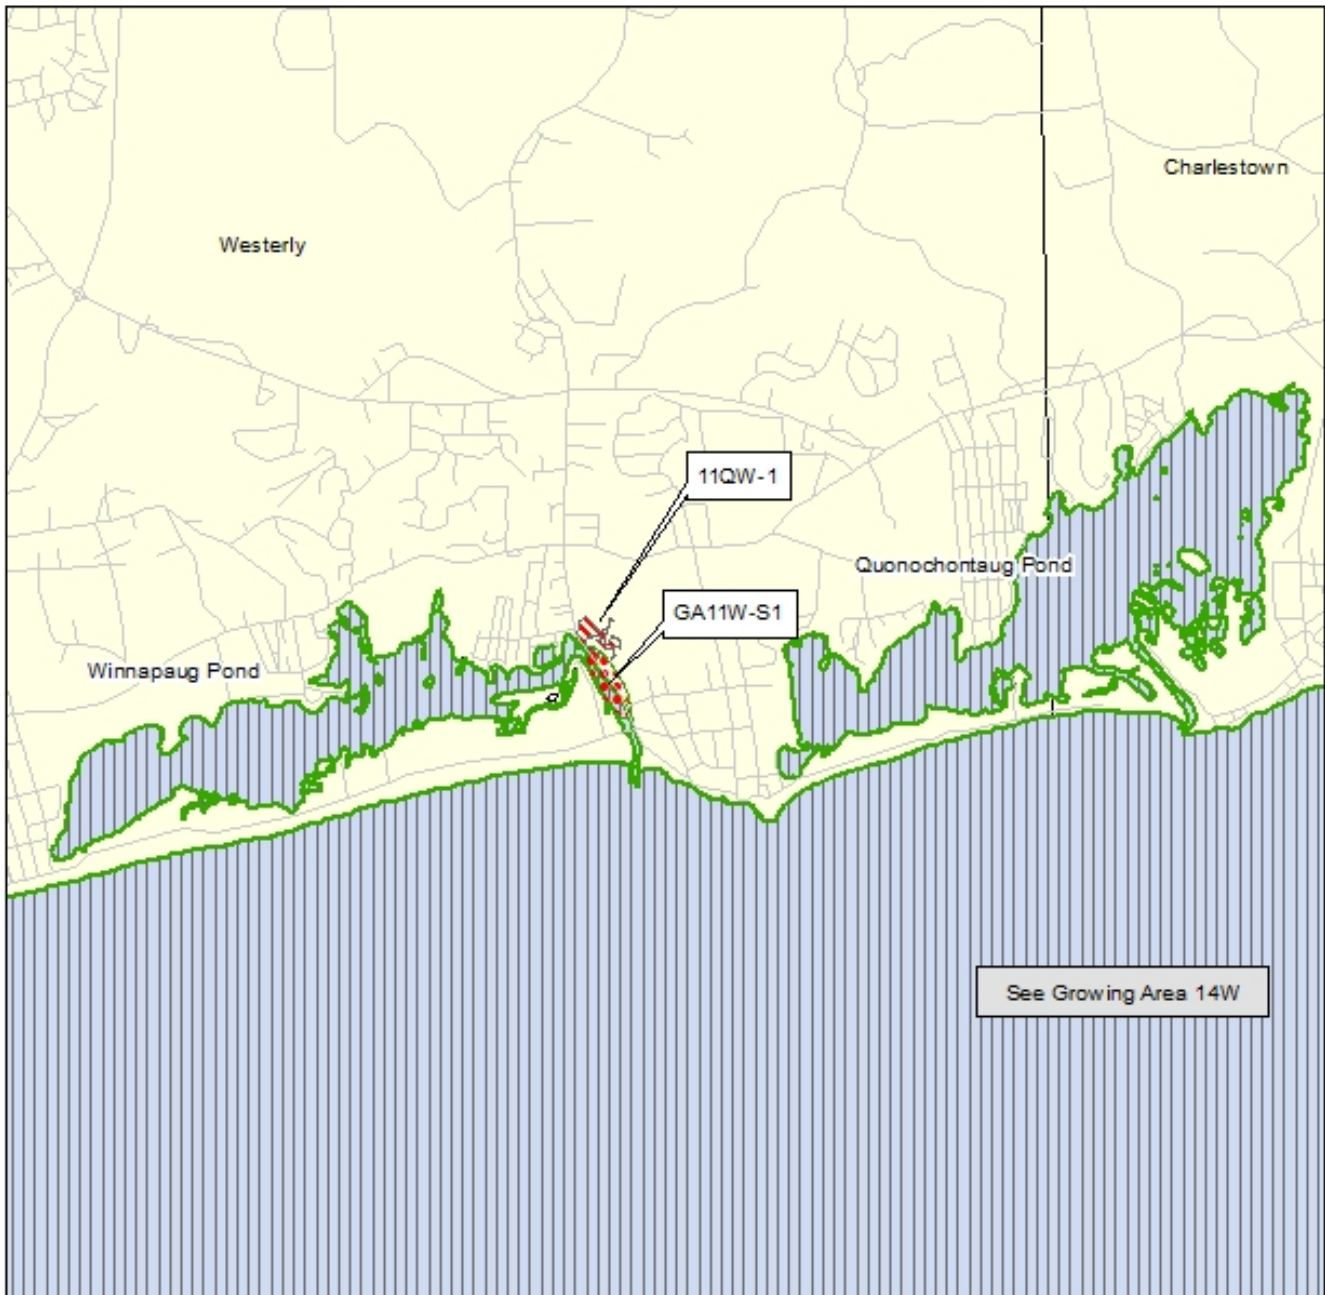 Charlestown
Westerly
11QW-1
Quonochontaug Pond
GA11W-S1
Winnapaug Pond
See Growing Area 14W